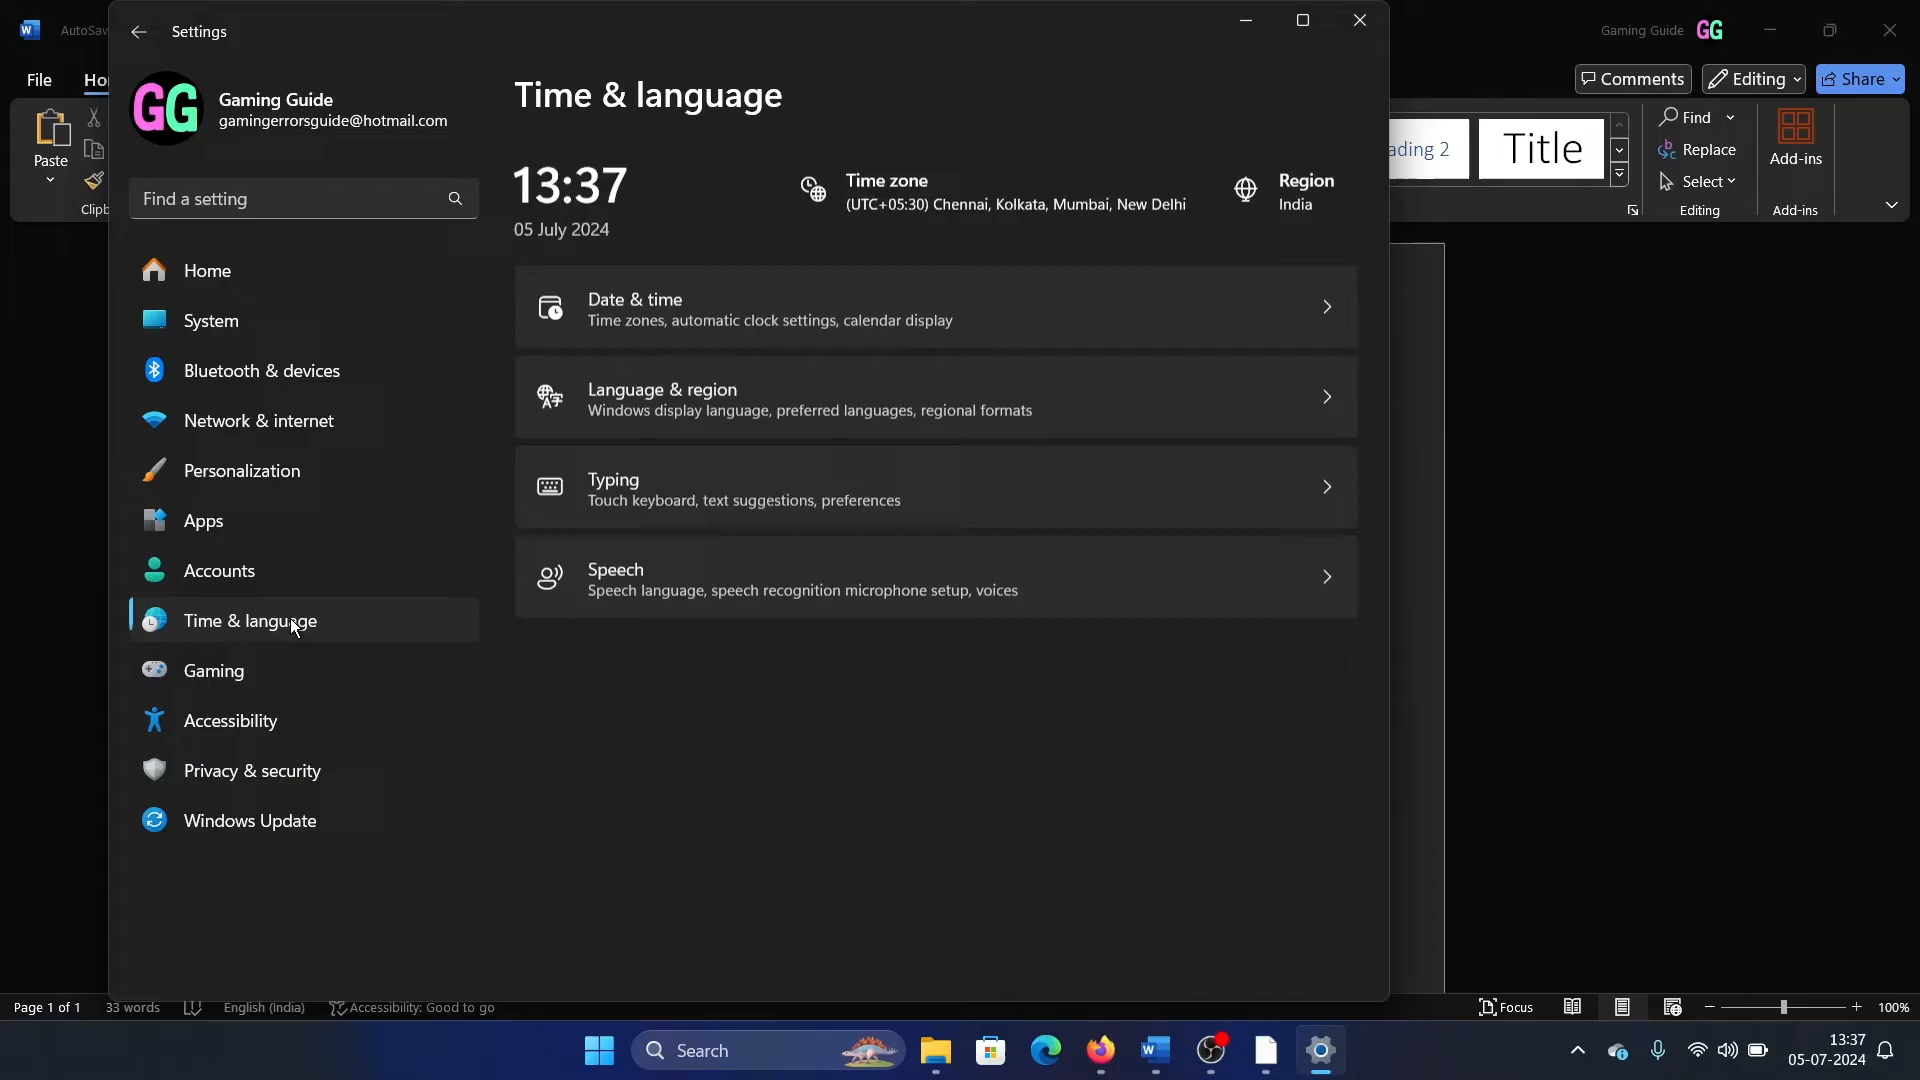 AutoSav
Gaming Guide GG
File Ho
Comments Editing Share
Paste
Clipb
ading 2
Title
Find
Replace
Select
Editing
Add-ins
Add-ins
Settings
GG
Gaming Guide
gamingerrorsguide@hotmail.com
Find a setting
Home
System
Bluetooth & devices
Network & internet
Personalization
Apps
Accounts
Time & language
Gaming
Accessibility
Privacy & security
Windows Update
Time & language
13:37
05 July 2024
Time zone
(UTC+05:30) Chennai, Kolkata, Mumbai, New Delhi
Region
India
Date & time
Time zones, automatic clock settings, calendar display
Language & region
Windows display language, preferred languages, regional formats
Typing
Touch keyboard, text suggestions, preferences
Speech
Speech language, speech recognition microphone setup, voices
Page 1 of 1 33 words English (India) Accessibility: Good to go
Focus 100%
Search
13:37
05-07-2024